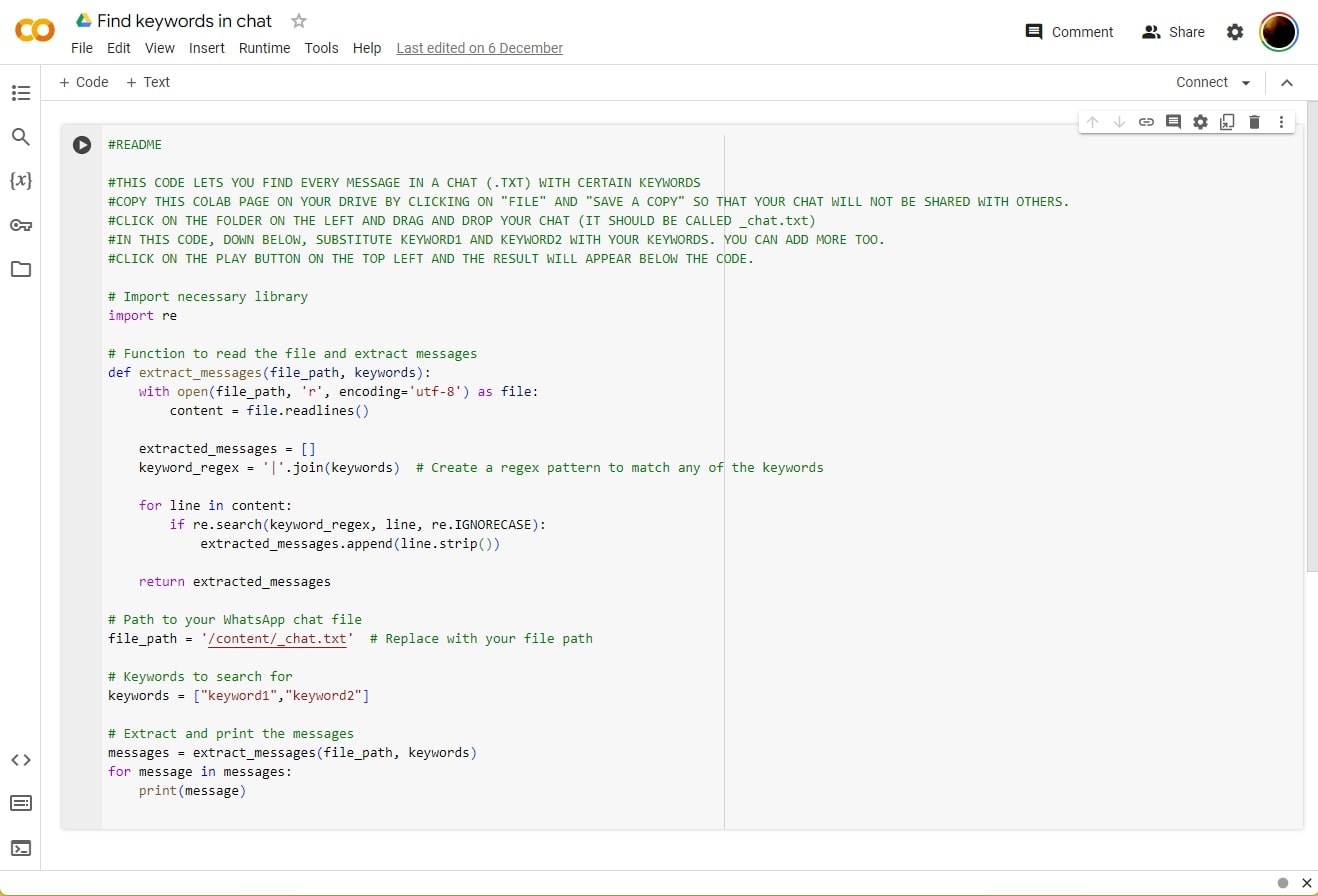 Find keywords in chat
File Edit View Insert Runtime Tools Help Last edited on 6 December
Comment Share
+ Code + Text
Connect
#README
#THIS CODE LETS YOU FIND EVERY MESSAGE IN A CHAT (.TXT) WITH CERTAIN KEYWORDS
#COPY THIS COLAB PAGE ON YOUR DRIVE BY CLICKING ON "FILE" AND "SAVE A COPY" SO THAT YOUR CHAT WILL NOT BE SHARED WITH OTHERS.
#CLICK ON THE FOLDER ON THE LEFT AND DRAG AND DROP YOUR CHAT (IT SHOULD BE CALLED _chat.txt)
#IN THIS CODE, DOWN BELOW, SUBSTITUTE KEYWORD1 AND KEYWORD2 WITH YOUR KEYWORDS. YOU CAN ADD MORE TOO.
#CLICK ON THE PLAY BUTTON ON THE TOP LEFT AND THE RESULT WILL APPEAR BELOW THE CODE.
# Import necessary library
import re
# Function to read the file and extract messages
def extract_messages(file_path, keywords):
    with open(file_path, 'r', encoding='utf-8') as file:
        content = file.readlines()
    extracted_messages = []
    keyword_regex = '|'.join(keywords)  # Create a regex pattern to match any of the keywords
    for line in content:
        if re.search(keyword_regex, line, re.IGNORECASE):
            extracted_messages.append(line.strip())
    return extracted_messages
# Path to your WhatsApp chat file
file_path = '/content/_chat.txt'  # Replace with your file path
# Keywords to search for
keywords = ["keyword1","keyword2"]
# Extract and print the messages
messages = extract_messages(file_path, keywords)
for message in messages:
    print(message)